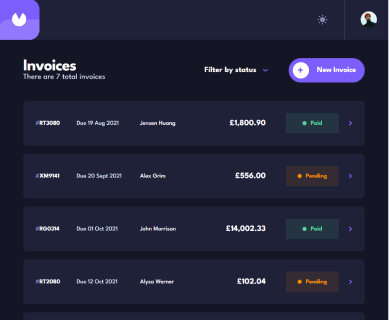 Invoices
There are 7 total invoices
Filter by status
New Invoice
#RT3080 Due 19 Aug 2021 Jensen Huang £1,800.90 Paid
#XM9141 Due 20 Sept 2021 Alex Grim £556.00 Pending
#RG0314 Due 01 Oct 2021 John Morrison £14,002.33 Paid
#RT2080 Due 12 Oct 2021 Alysa Werner £102.04 Pending